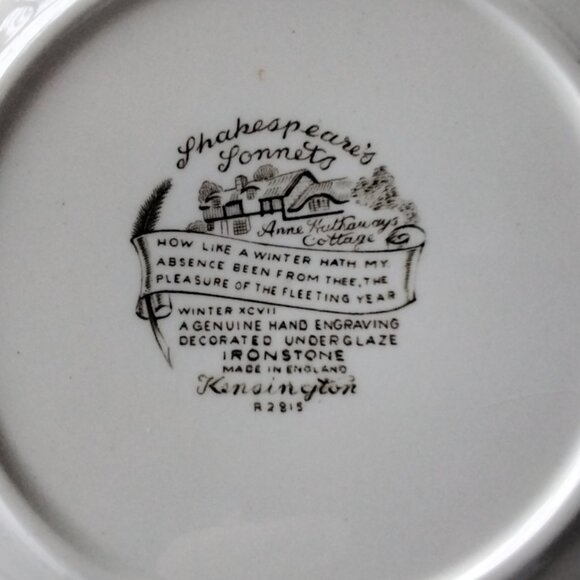 Shakespeare's
Sonnets
Anne Hathaway's
Cottage
HOW LIKE A WINTER HATH MY
ABSENCE BEEN FROM THEE, THE
PLEASURE OF THE FLEETING YEAR
WINTER XCVII
A GENUINE HAND ENGRAVING
DECORATED UNDERGLAZE
IRONSTONE
MADE IN ENGLAND
Kensington
R2815